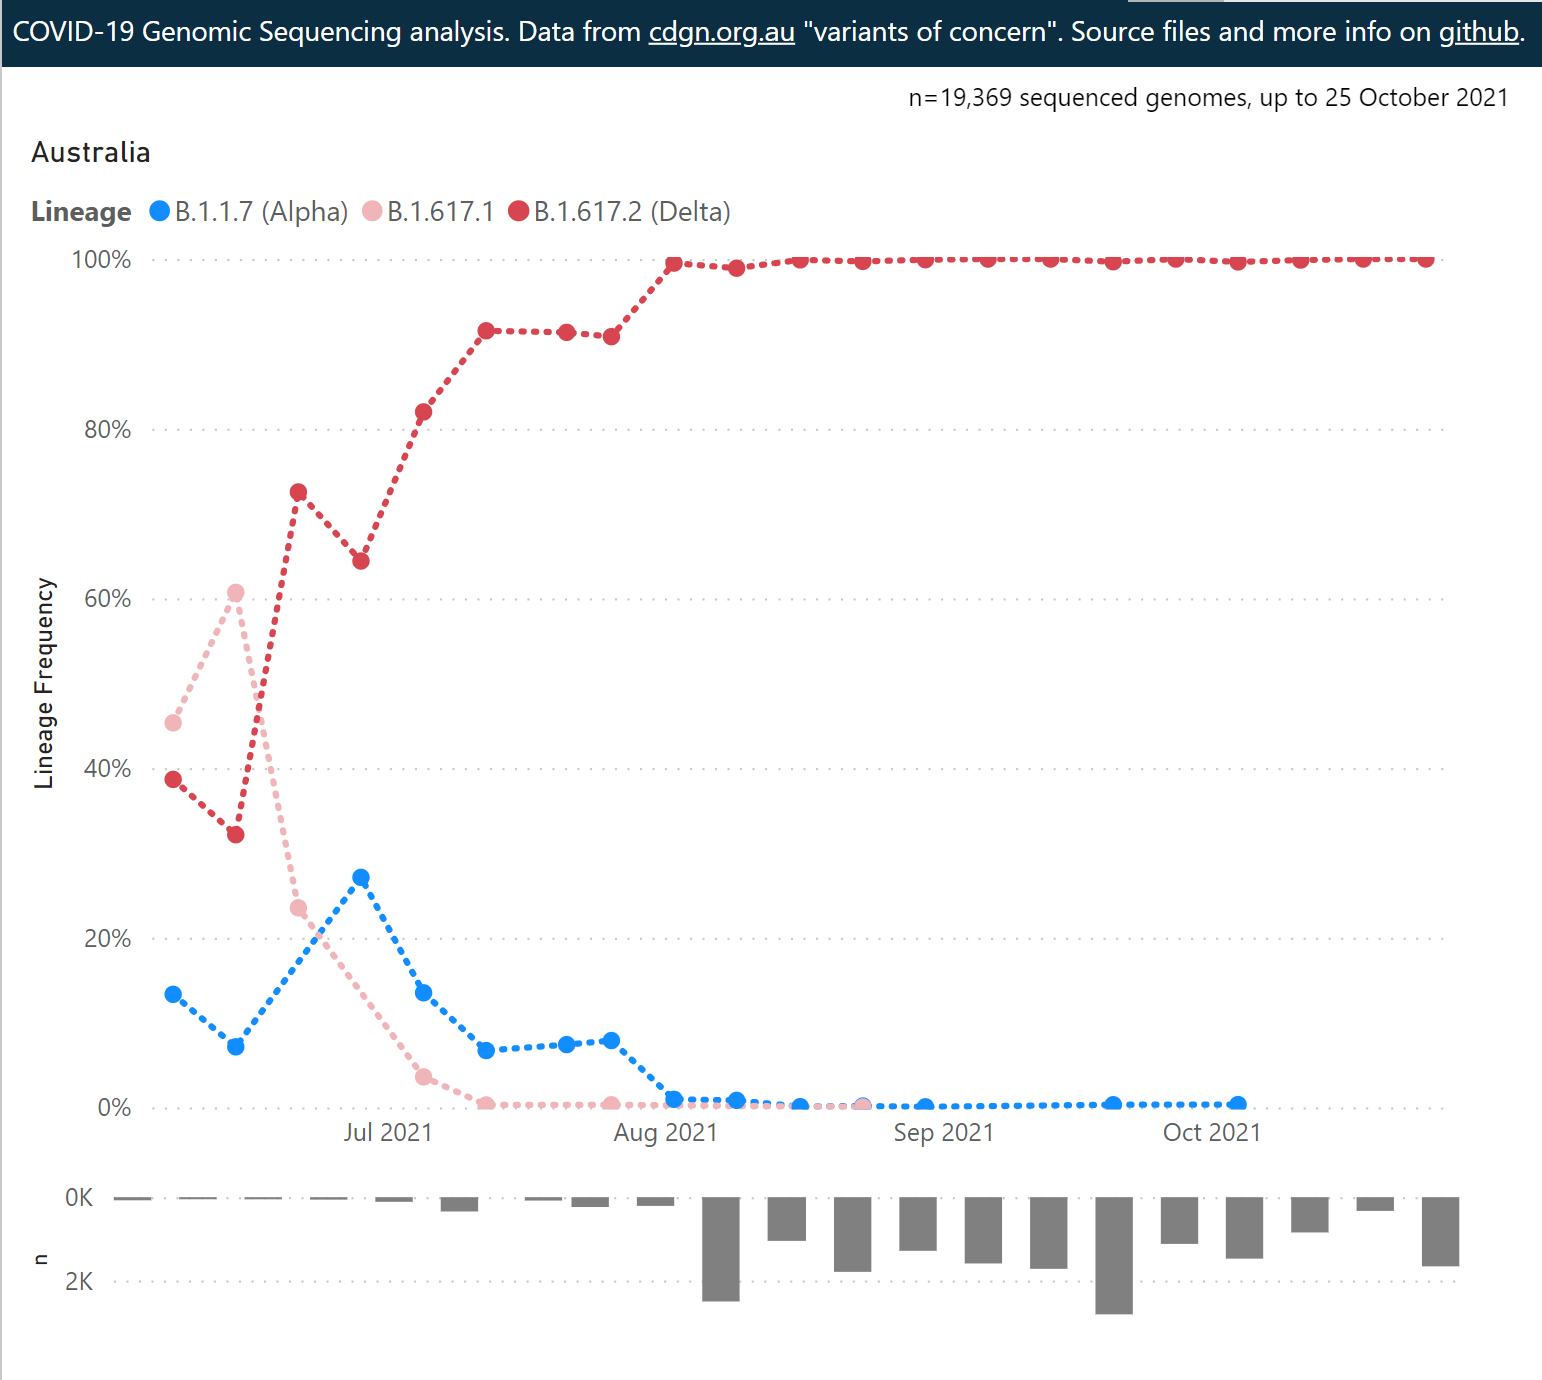 COVID-19 Genomic Sequencing analysis. Data from cdgn.org.au "variants of concern". Source files and more info on github.
n=19,369 sequenced genomes, up to 25 October 2021
Australia
Lineage B.1.1.7 (Alpha) B.1.617.1 B.1.617.2 (Delta)
100%
80%
60%
40%
20%
0%
Lineage Frequency
Jul 2021 Aug 2021 Sep 2021 Oct 2021
0K
n
2K